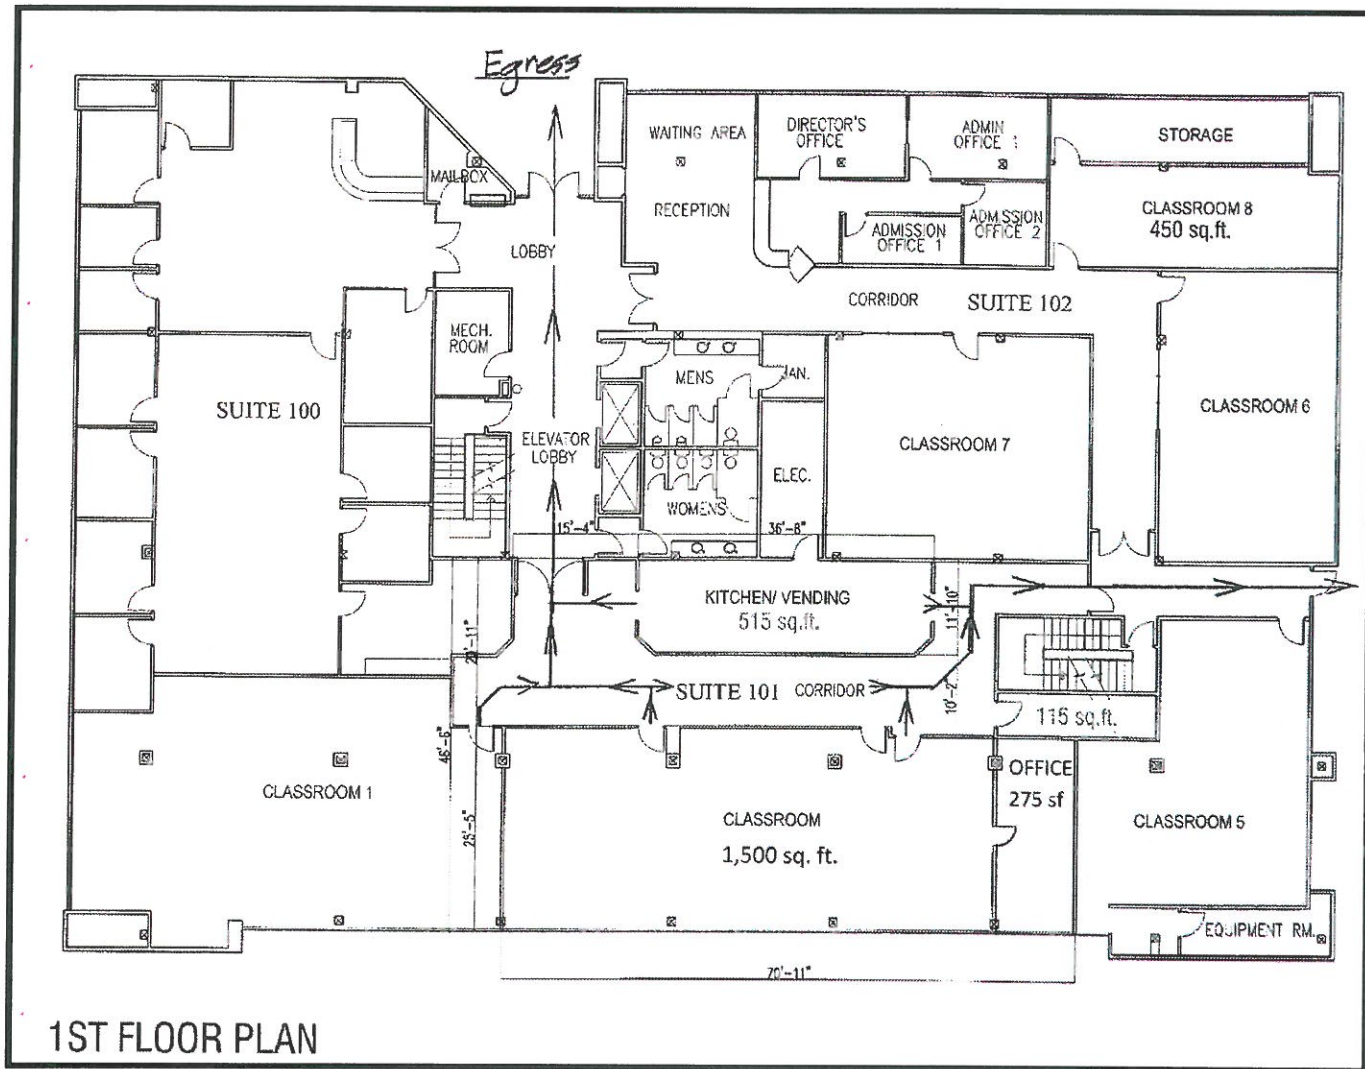 Egress
WAITING AREA
DIRECTOR'S
OFFICE
ADMIN
OFFICE 1
STORAGE
MAILBOX
RECEPTION
CLASSROOM 8
450 sq.ft.
ADMISSION
OFFICE 1
ADMISSION
OFFICE 2
LOBBY
CORRIDOR
SUITE 102
MECH.
ROOM
MENS
JAN.
SUITE 100
CLASSROOM 6
ELEVATOR
LOBBY
CLASSROOM 7
ELEC.
WOMENS
15'-4"
36'-8"
KITCHEN/ VENDING
515 sq.ft.
11'-10"
SUITE 101
CORRIDOR
10'-2"
115 sq.ft.
46'-6"
25'-5"
CLASSROOM 1
OFFICE
275 sf
CLASSROOM
1,500 sq. ft.
CLASSROOM 5
EQUIPMENT RM.
70'-11"
1ST FLOOR PLAN